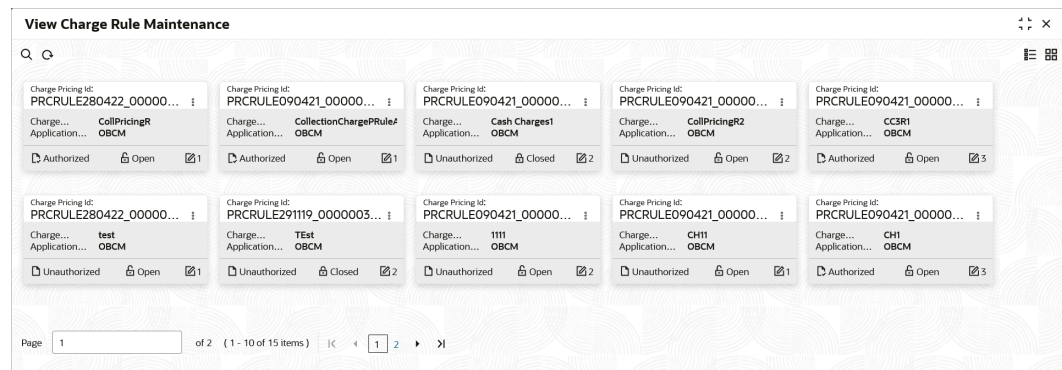 View Charge Rule Maintenance
Charge Pricing Id:
PRCRULE280422_00000...
Charge... CollPricingR
Application... OBCM
Authorized Open 1
Charge Pricing Id:
PRCRULE090421_00000...
Charge... CollectionChargePRuleA
Application... OBCM
Authorized Open 1
Charge Pricing Id:
PRCRULE090421_00000...
Charge... Cash Charges1
Application... OBCM
Unauthorized Closed 2
Charge Pricing Id:
PRCRULE090421_00000...
Charge... CollPricingR2
Application... OBCM
Unauthorized Open 2
Charge Pricing Id:
PRCRULE090421_00000...
Charge... CC3R1
Application... OBCM
Authorized Open 3
Charge Pricing Id:
PRCRULE280422_00000...
Charge... test
Application... OBCM
Unauthorized Open 1
Charge Pricing Id:
PRCRULE291119_0000003...
Charge... TEst
Application... OBCM
Unauthorized Closed 2
Charge Pricing Id:
PRCRULE090421_00000...
Charge... 1111
Application... OBCM
Unauthorized Open 2
Charge Pricing Id:
PRCRULE090421_00000...
Charge... CH11
Application... OBCM
Unauthorized Open 1
Charge Pricing Id:
PRCRULE090421_00000...
Charge... CH1
Application... OBCM
Authorized Open 3
Page 1 of 2 ( 1 - 10 of 15 items ) 1 2